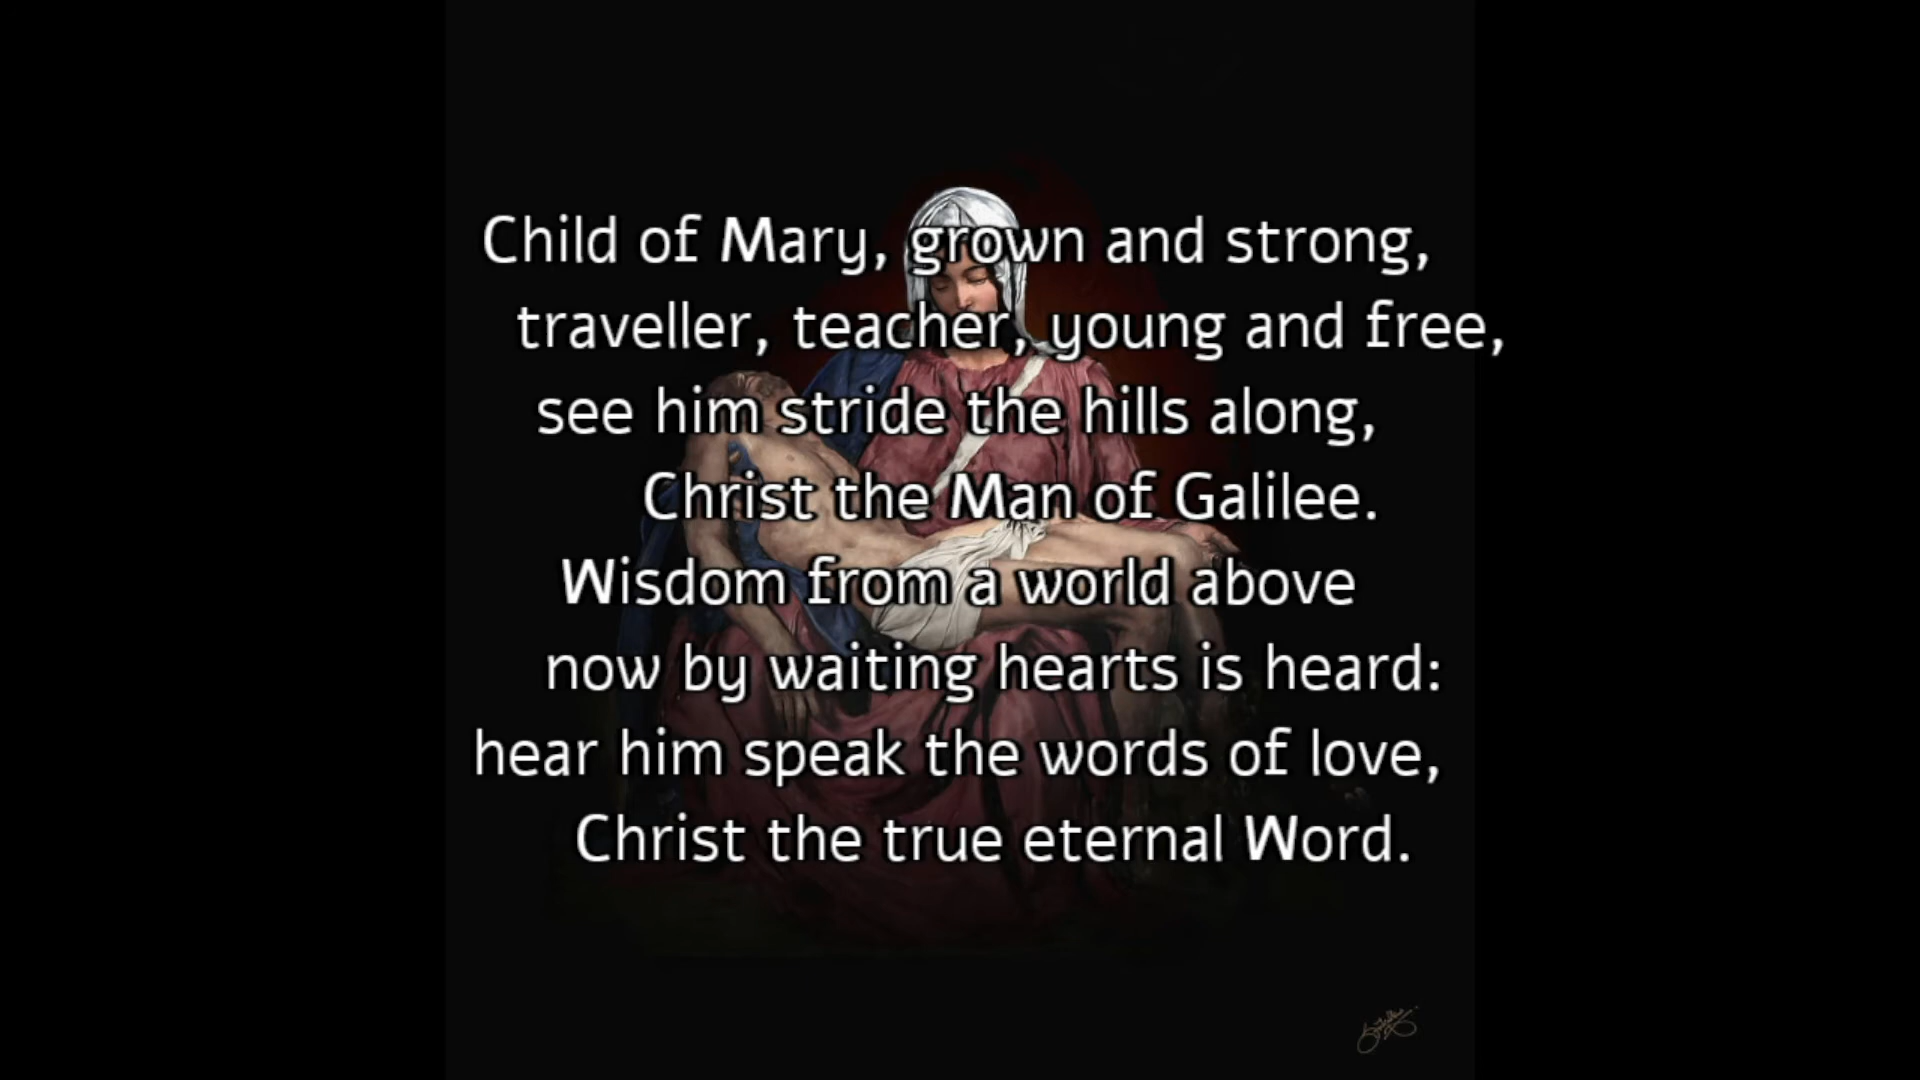 Child of Mary, grown and strong,
traveller, teacher, young and free,
see him stride the hills along,
Christ the Man of Galilee.
Wisdom from a world above
now by waiting hearts is heard:
hear him speak the words of love,
Christ the true eternal Word.